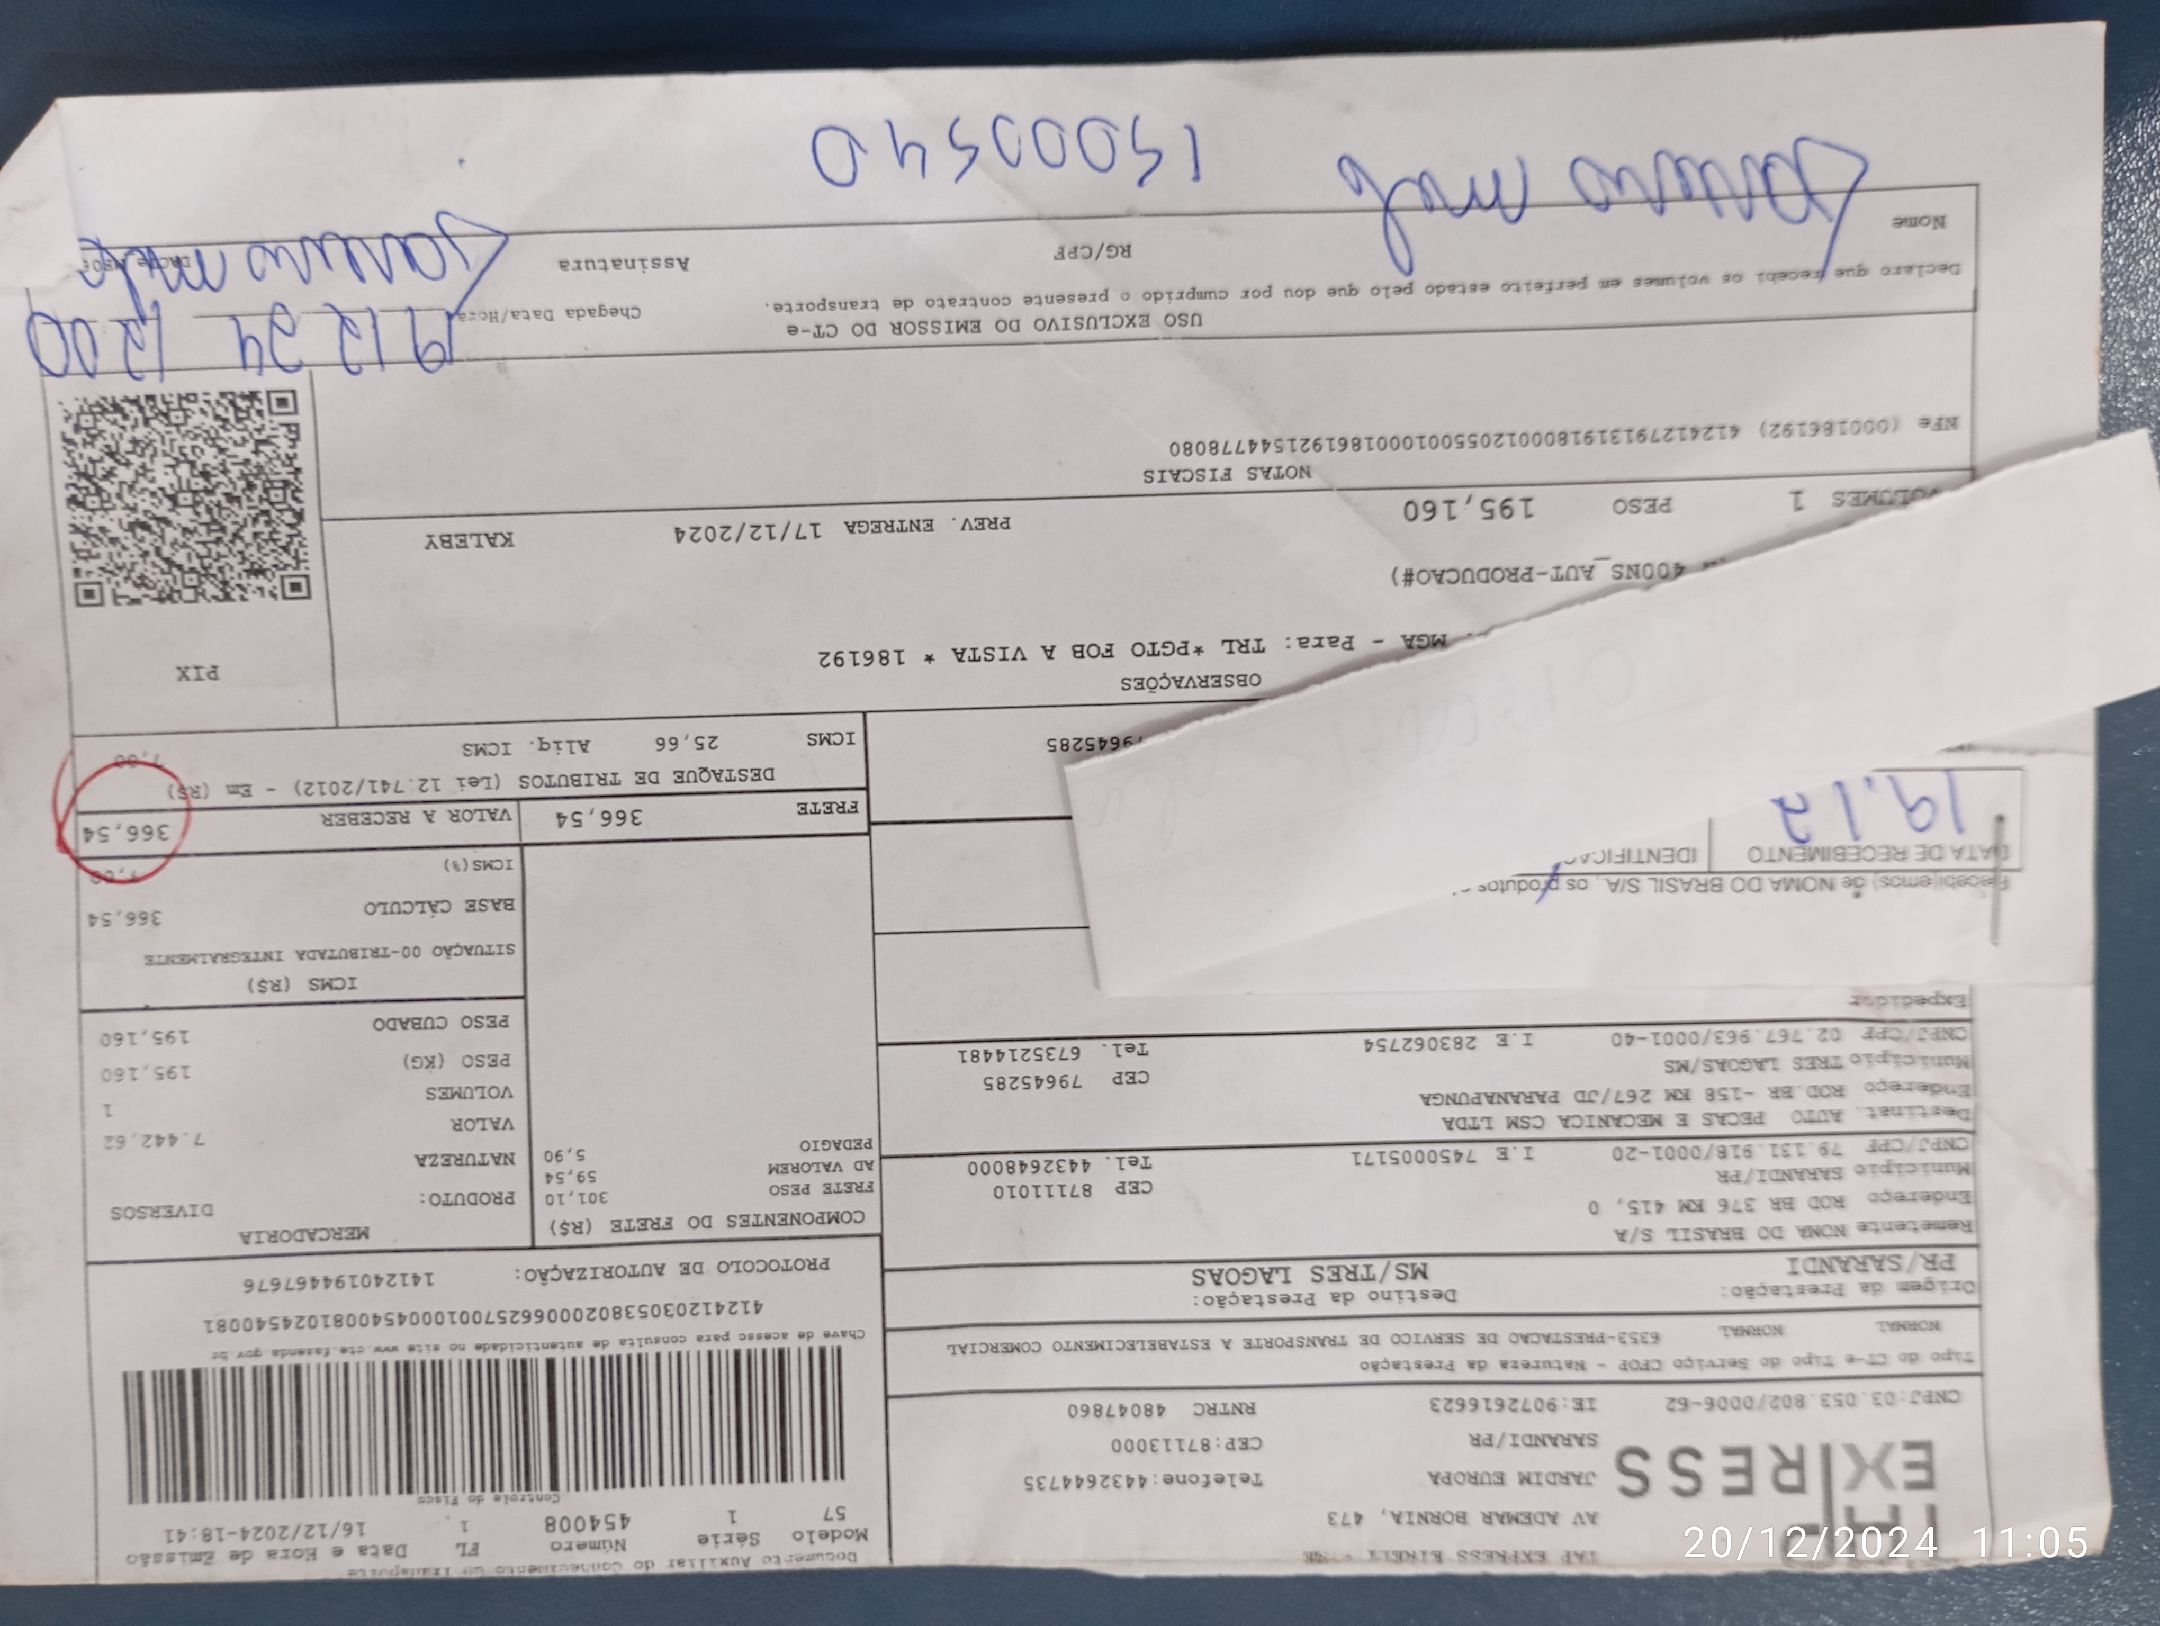 Documento Auxiliar do Conhecimento de Transporte
Modelo Série Número FL Data e Hora de Emissão
57 1 454008 1. 16/12/2024-18:41
Controle do Fisco
EXPRESS
TAP EXPRESS EIRELI
AV ADEMAR BORNIA, 473
JARDIM EUROPA Telefone:4432644735
SARANDI/PR CEP:87113000
CNPJ:03.053.802/0006-62 IE:9072616623 RNTRC 48047860
Chave de acesso para consulta de autenticidade no site www.cte.fazenda.gov.br
41241203053802000662570010004540081024540081
PROTOCOLO DE AUTORIZAÇÃO: 141240194467676
Tipo do CT-e Tipo do Serviço CFOP - Natureza da Prestação
NORMAL NORMAL 6353-PRESTACAO DE SERVICO DE TRANSPORTE A ESTABELECIMENTO COMERCIAL
Origem da Prestação: Destino da Prestação:
PR/SARANDI MS/TRES LAGOAS
Remetente NOMA DO BRASIL S/A
Endereço ROD BR 376 KM 415, 0
Município SARANDI/PR CEP 87111010
CNPJ/CPF 79.131.918/0001-20 I.E 7450005171 Tel. 4432648000
Destinat. AUTO PECAS E MECANICA CSM LTDA
Endereço ROD.BR -158 KM 267/JD PARANAPUNGA
Município TRES LAGOAS/MS CEP 79645285
CNPJ/CPF 02.767.963/0001-40 I.E 283062754 Tel. 6735214481
Expedidor
COMPONENTES DO FRETE (R$)
FRETE PESO 301,10
AD VALOREM 59,54
PEDAGIO 5,90
MERCADORIA
PRODUTO: DIVERSOS
NATUREZA
VALOR 7.442,62
VOLUMES 1
PESO (KG) 195,160
PESO CUBADO 195,160
ICMS (R$)
SITUAÇÃO 00-TRIBUTADA INTEGRALMENTE
BASE CÁLCULO 366,54
ICMS(%) 7,00
FRETE 366,54 VALOR A RECEBER 366,54
DESTAQUE DE TRIBUTOS (Lei 12.741/2012) - Em (R$)
ICMS 25,66 Aliq. ICMS 7,00
Recebi(emos) de NOMA DO BRASIL S/A, os produtos
DATA DE RECEBIMENTO
19.12
79645285
OBSERVAÇÕES
MGA - Para: TRL *PGTO FOB A VISTA * 186192
400NS_AUT-PRODUCAO#)
PIX
VOLUMES 1 PESO 195,160 PREV. ENTREGA 17/12/2024 KALEBY
NOTAS FISCAIS
NFe (000186192) 41241279131918000120550010001861921544778080
USO EXCLUSIVO DO EMISSOR DO CT-e
Declaro que recebi os volumes em perfeito estado pelo que dou por cumprido o presente contrato de transporte.
Chegada Data/Hora 19 12 24 12 00
Nome RG/CPF Assinatura
1500540
20/12/2024 11:05